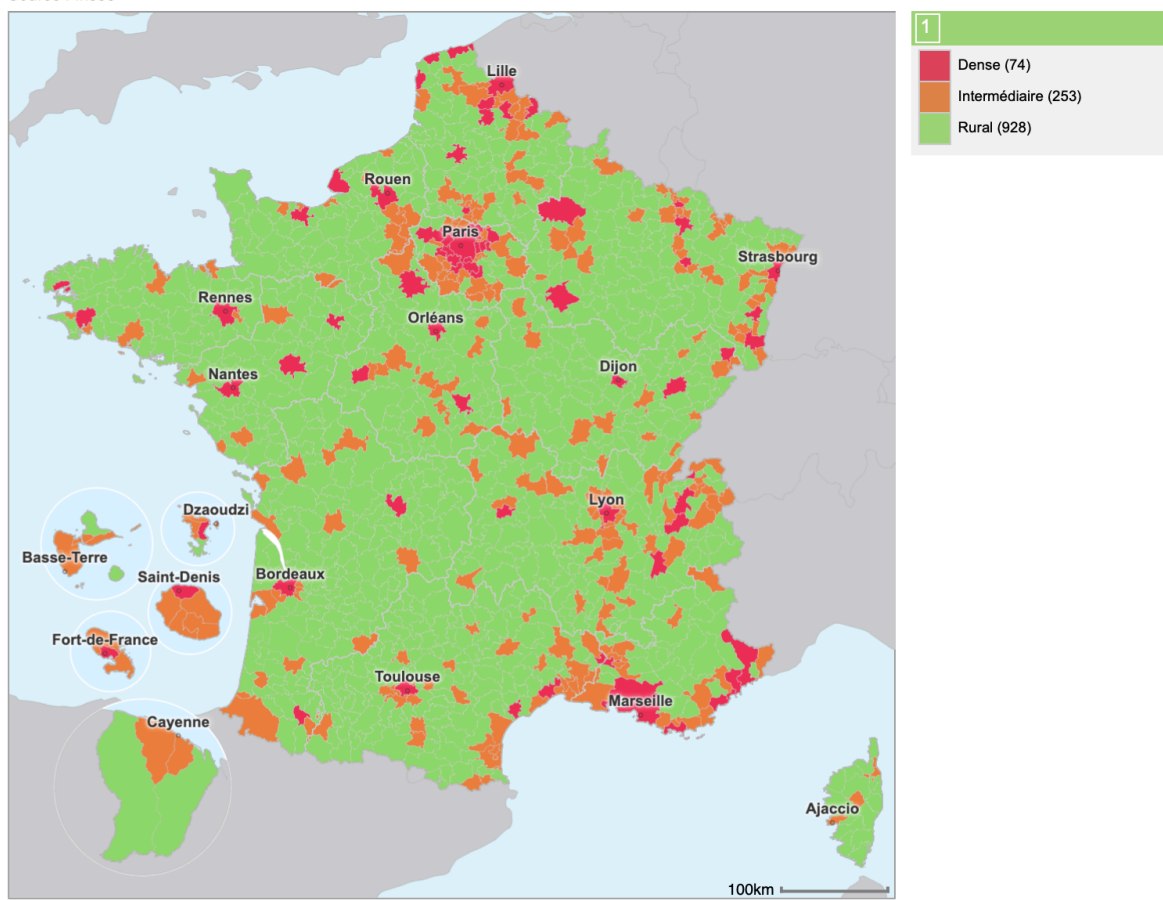 1
Dense (74)
Intermédiaire (253)
Rural (928)
Lille
Rouen
Paris
Strasbourg
Rennes
Orléans
Nantes
Dijon
Lyon
Dzaoudzi
Basse-Terre
Saint-Denis
Bordeaux
Fort-de-France
Toulouse
Marseille
Cayenne
Ajaccio
100km